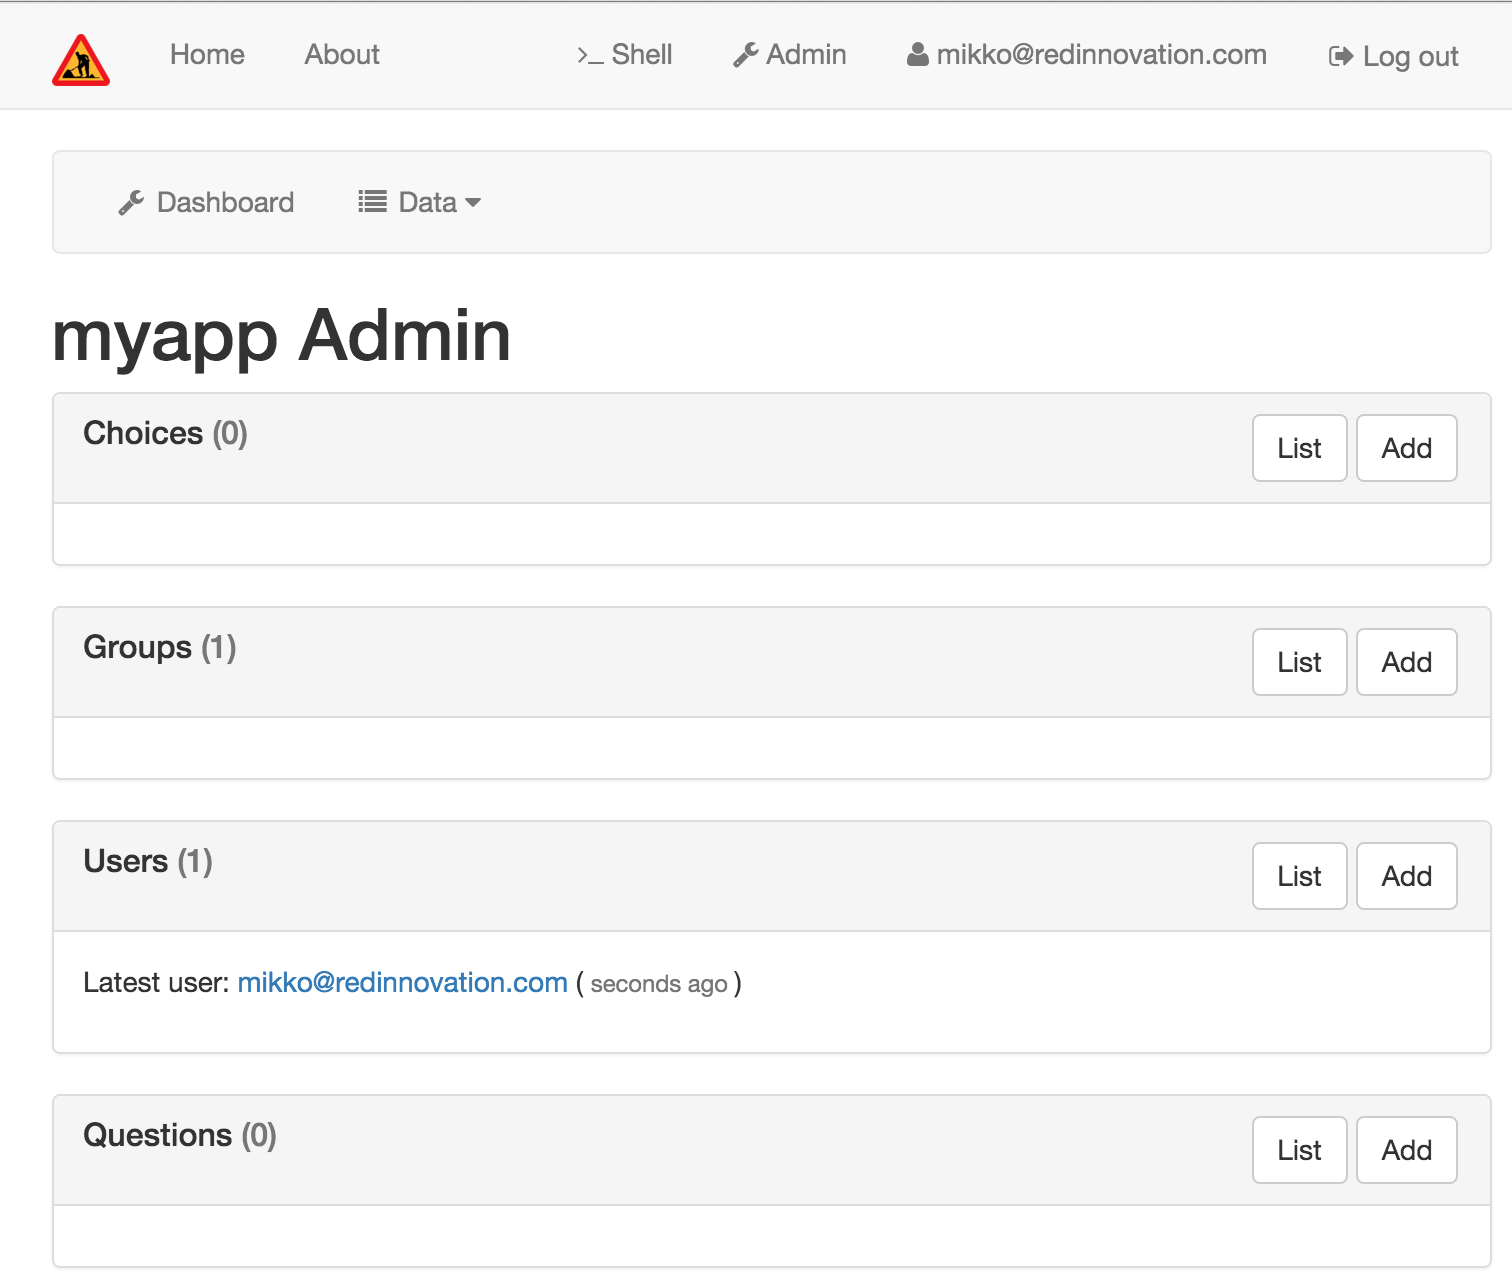 Home About >_ Shell Admin mikko@redinnovation.com Log out
Dashboard Data
myapp Admin
Choices (0) List Add
Groups (1) List Add
Users (1) List Add
Latest user: mikko@redinnovation.com ( seconds ago )
Questions (0) List Add